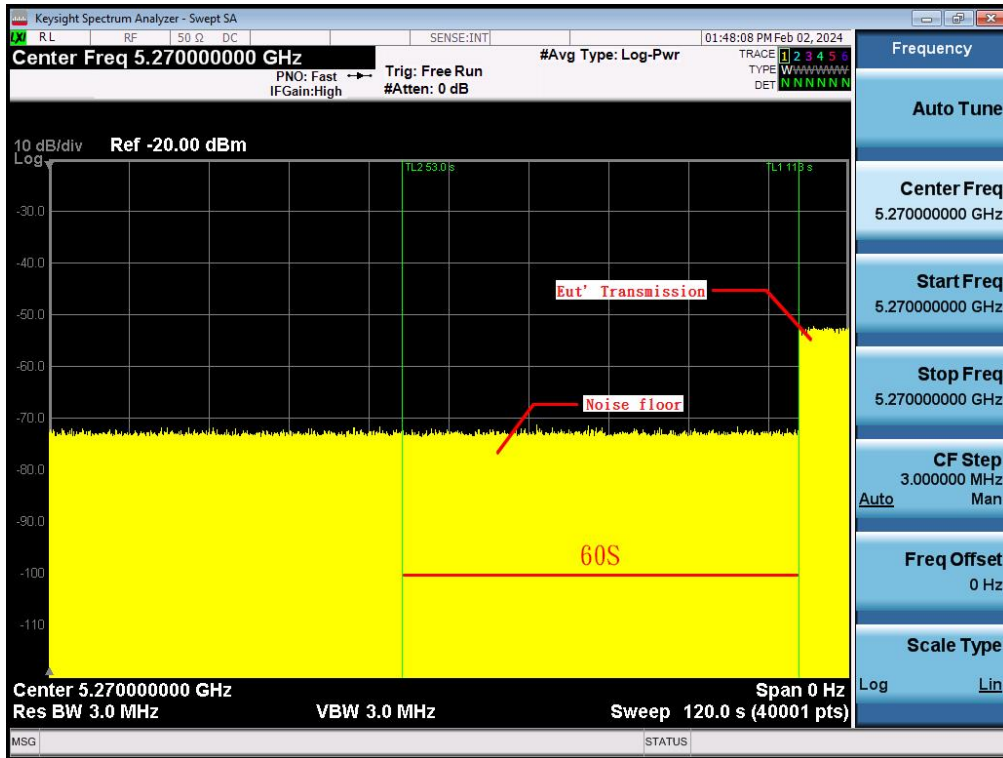 Keysight Spectrum Analyzer - Swept SA
LXI RL RF 50 Ω DC SENSE:INT 01:48:08 PM Feb 02, 2024
Center Freq 5.270000000 GHz #Avg Type: Log-Pwr TRACE 1 2 3 4 5 6
PNO: Fast Trig: Free Run TYPE WWWWWW
IFGain:High #Atten: 0 dB DET N N N N N N
10 dB/div Ref -20.00 dBm
Log
TL2 53.0 s TL1 113 s
-30.0
-40.0
Eut' Transmission
-50.0
-60.0
Noise floor
-70.0
-80.0
-90.0
60S
-100
-110
Center 5.270000000 GHz Span 0 Hz
Res BW 3.0 MHz VBW 3.0 MHz Sweep 120.0 s (40001 pts)
MSG STATUS
Frequency
Auto Tune
Center Freq
5.270000000 GHz
Start Freq
5.270000000 GHz
Stop Freq
5.270000000 GHz
CF Step
3.000000 MHz
Auto Man
Freq Offset
0 Hz
Scale Type
Log Lin